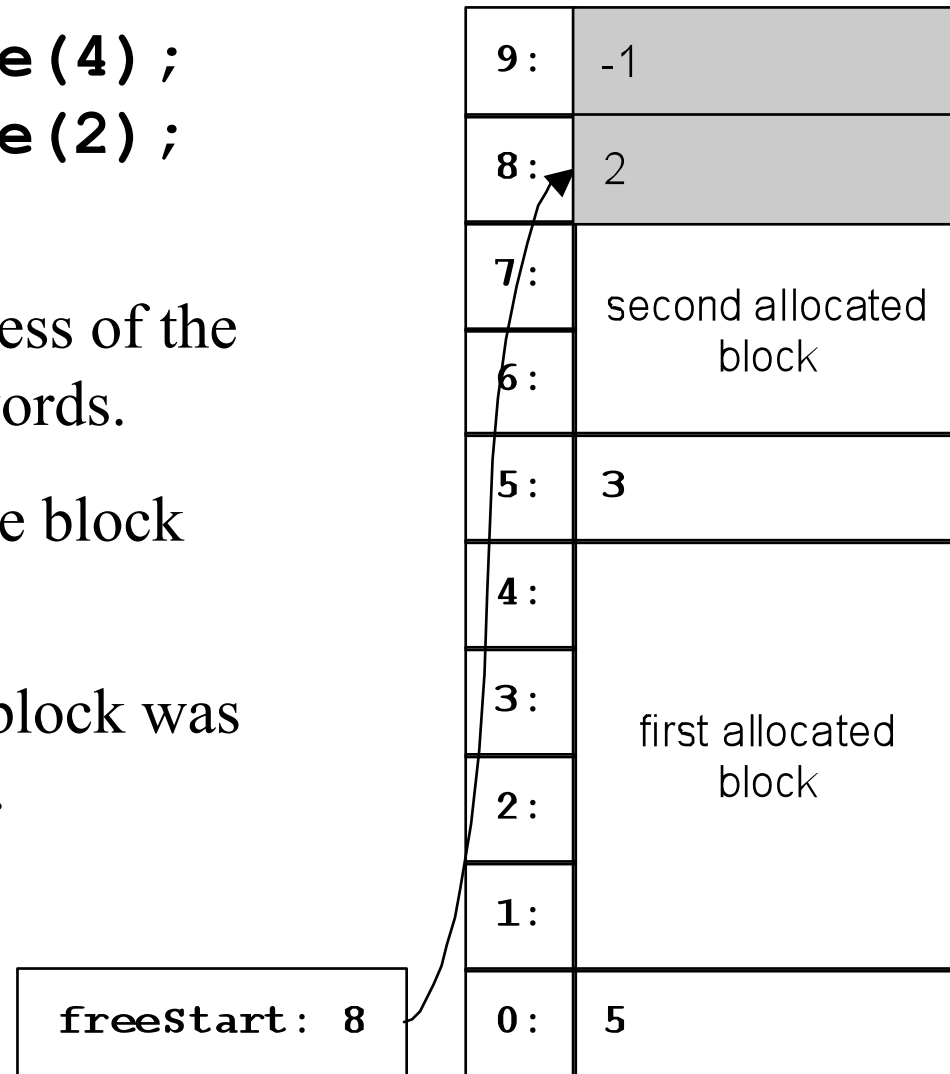 e(4);
e(2);
ess of the
ords.
e block
block was
.
freeStart: 8
9: -1
8: 2
7:
second allocated
block
6:
5: 3
4:
3:
first allocated
block
2:
1:
0: 5